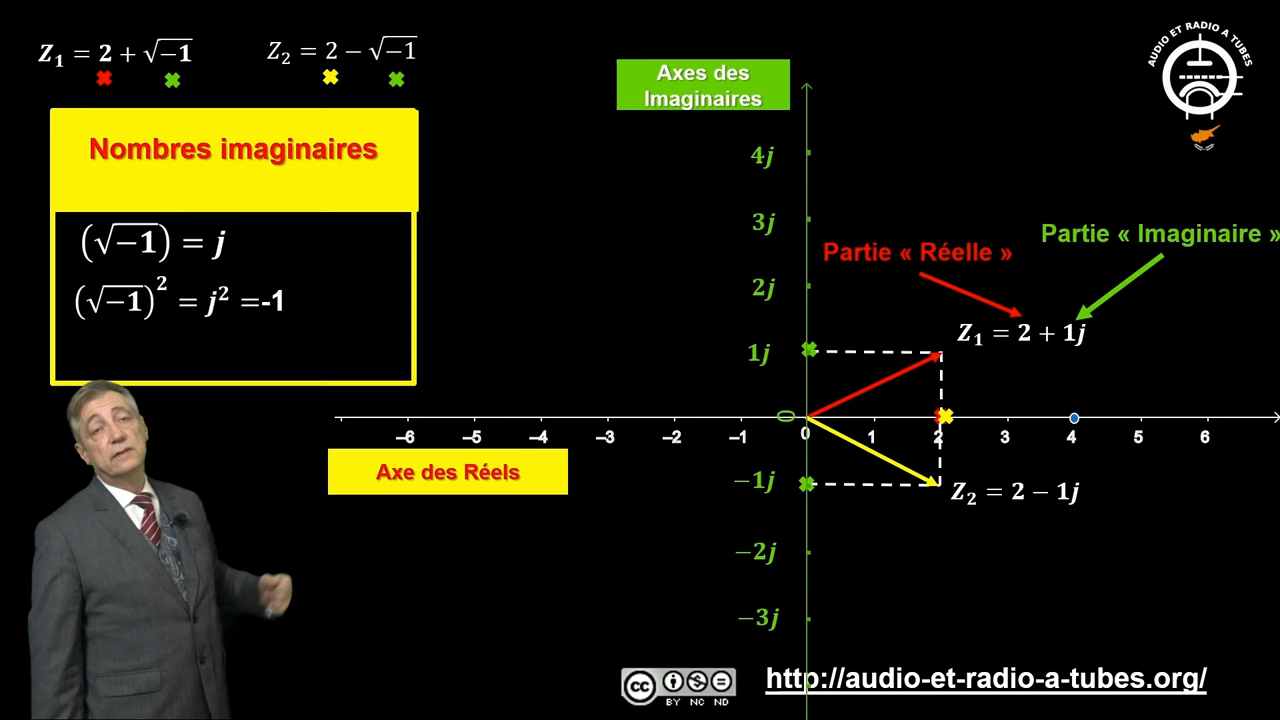 Z₁ = 2 + √−1
Z₂ = 2 − √−1
AUDIO ET RADIO A TUBES
Axes des
Imaginaires
Nombres imaginaires
(√−1) = j
(√−1)² = j² =-1
4j
3j
2j
1j
0
−1j
−2j
−3j
Partie « Réelle »
Partie « Imaginaire »
Z₁ = 2 + 1j
–6 –5 –4 –3 –2 –1 0 1 2 3 4 5 6
Axe des Réels
Z₂ = 2 − 1j
cc
BY NC ND
http://audio-et-radio-a-tubes.org/